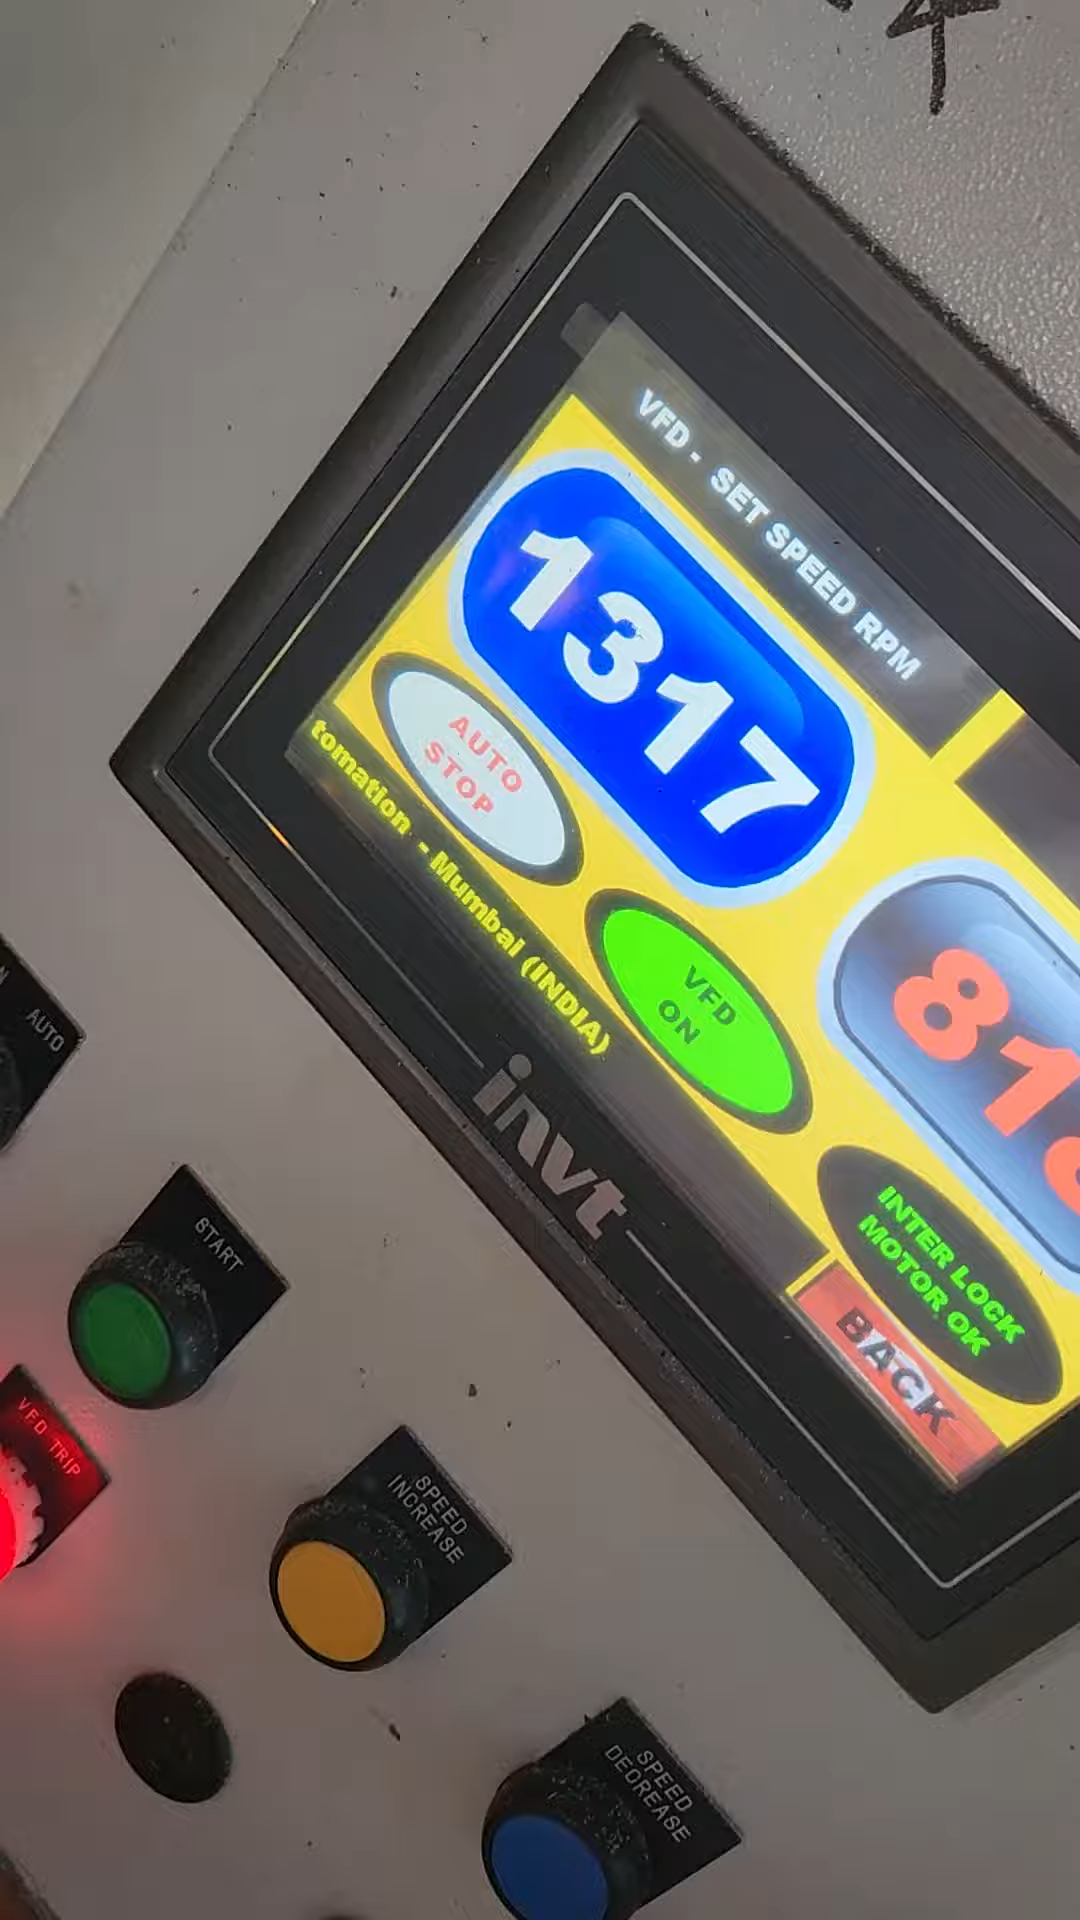 VFD - SET SPEED RPM
1317
81
AUTO
STOP
VFD
ON
INTER LOCK
MOTOR OK
tomation - Mumbai (INDIA)
BACK
invt
AUTO
START
VFD TRIP
SPEED
INCREASE
SPEED
DECREASE